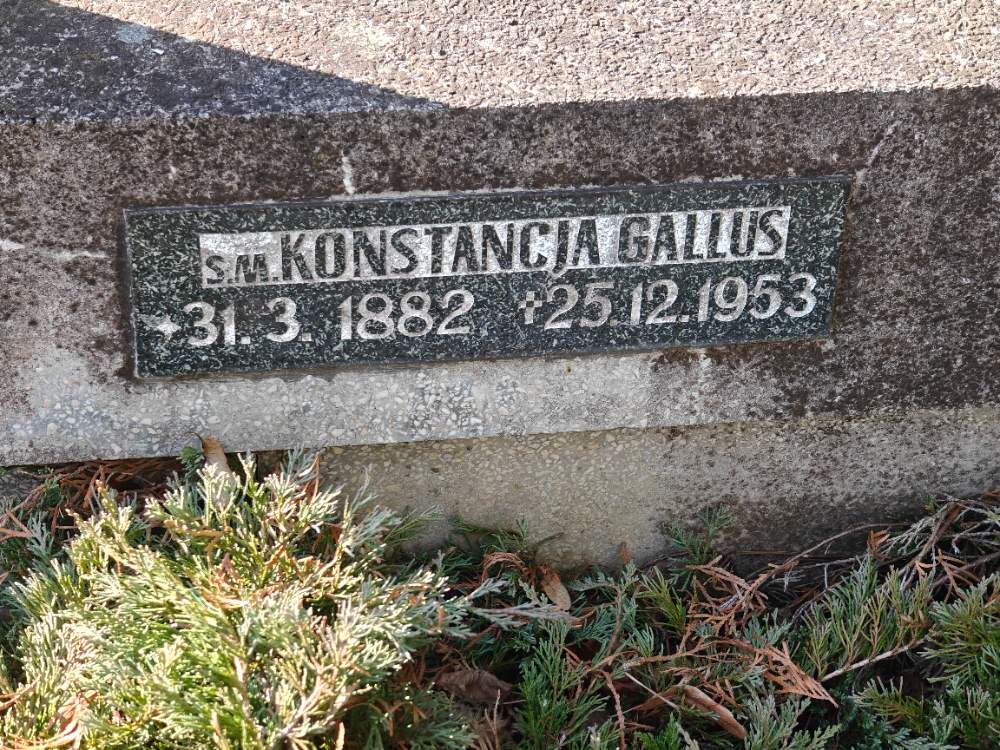 S.M. KONSTANCJA GALLUS
31. 3. 1882 25.12.1953